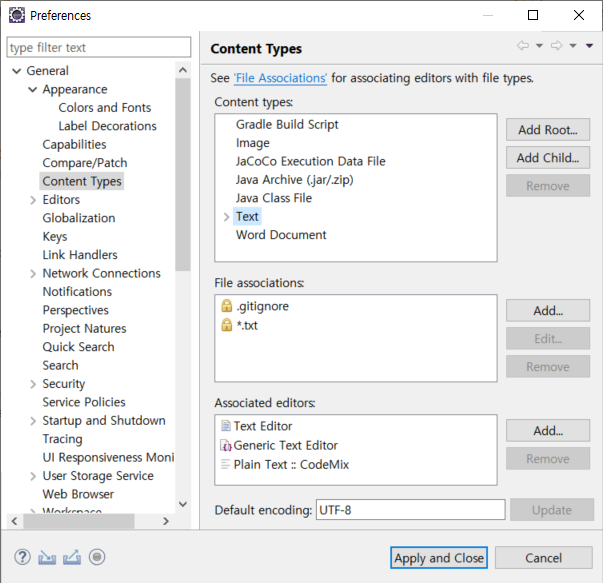 Preferences
type filter text
General
Appearance
Colors and Fonts
Label Decorations
Capabilities
Compare/Patch
Content Types
Editors
Globalization
Keys
Link Handlers
Network Connections
Notifications
Perspectives
Project Natures
Quick Search
Search
Security
Service Policies
Startup and Shutdown
Tracing
UI Responsiveness Moni
User Storage Service
Web Browser
Workspace
Content Types
See 'File Associations' for associating editors with file types.
Content types:
Gradle Build Script
Image
JaCoCo Execution Data File
Java Archive (.jar/.zip)
Java Class File
Text
Word Document
Add Root...
Add Child...
Remove
File associations:
.gitignore
*.txt
Add...
Edit...
Remove
Associated editors:
Text Editor
Generic Text Editor
Plain Text :: CodeMix
Add...
Remove
Default encoding: UTF-8 Update
Apply and Close Cancel